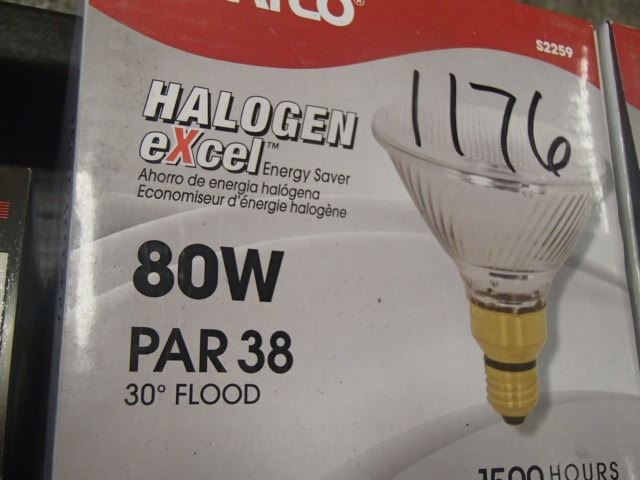 S2259
1176
HALOGEN
eXcel™ Energy Saver
Ahorro de energia halógena
Economiseur d'énergie halogène
80W
PAR 38
30° FLOOD
1500 HOURS